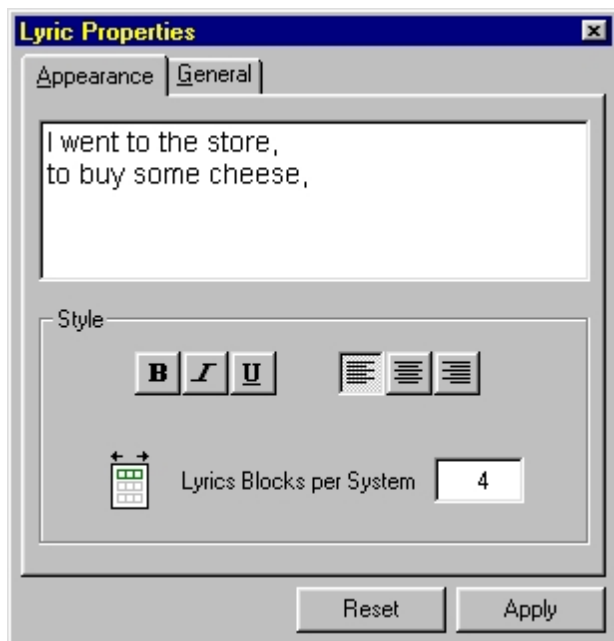 Lyric Properties
Appearance General
I went to the store,
to buy some cheese,
Style
B I U
Lyrics Blocks per System 4
Reset Apply